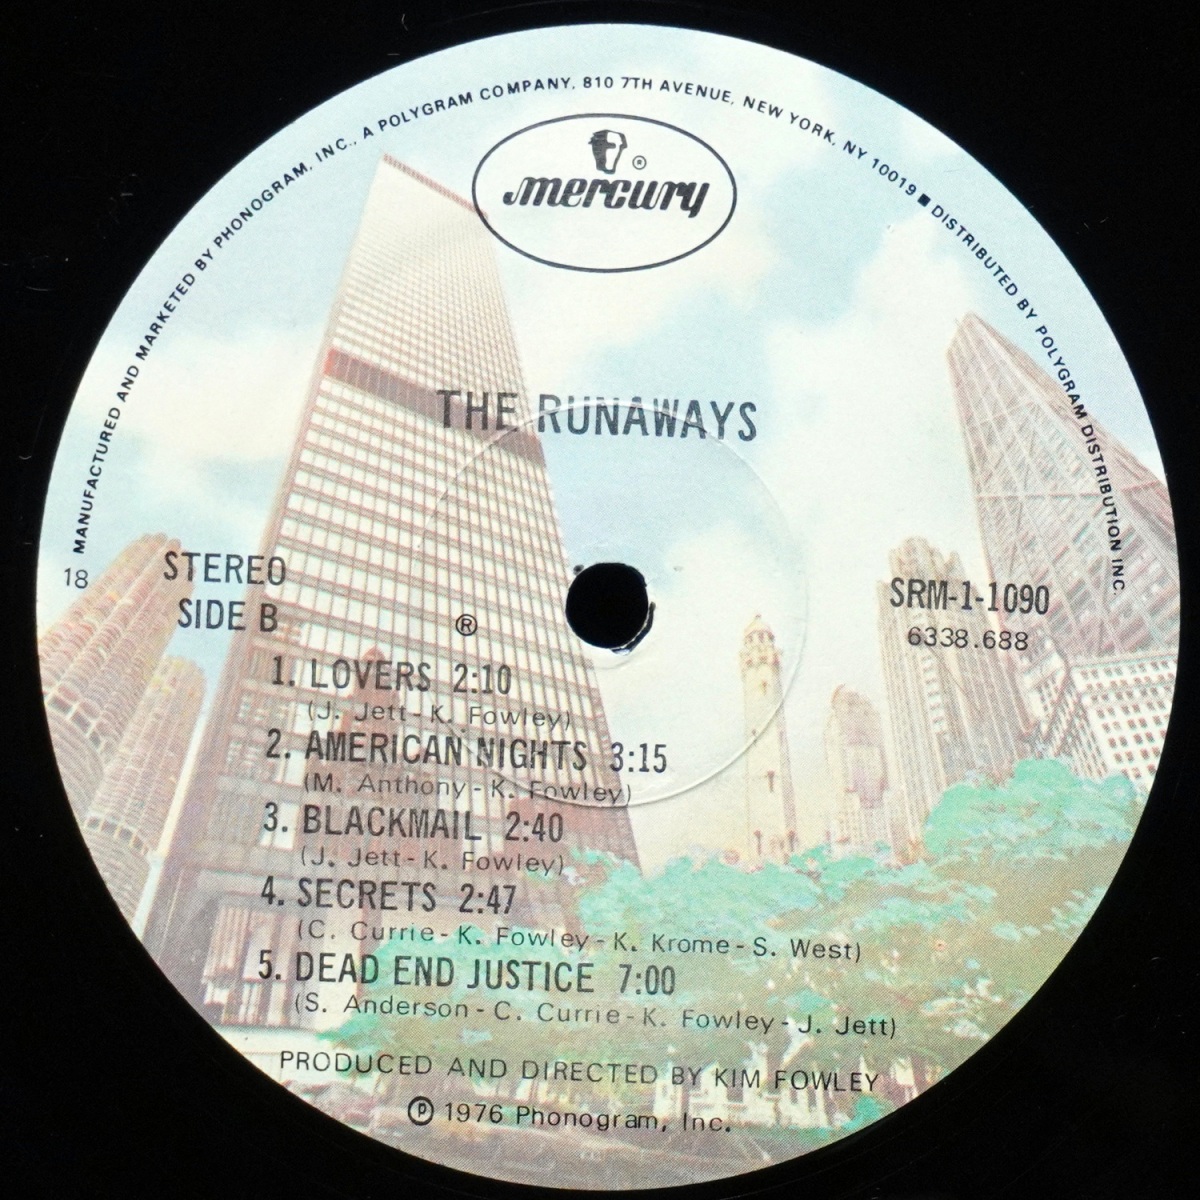 MANUFACTURED AND MARKETED BY PHONOGRAM, INC., A POLYGRAM COMPANY, 810 7TH AVENUE, NEW YORK, NY 10019 ■ DISTRIBUTED BY POLYGRAM DISTRIBUTION INC.
®
mercury
THE RUNAWAYS
18
STEREO
SIDE B
®
SRM-1-1090
6338.688
1. LOVERS 2:10
(J. Jett-K. Fowley)
2. AMERICAN NIGHTS 3:15
(M. Anthony-K. Fowley)
3. BLACKMAIL 2:40
(J. Jett-K. Fowley)
4. SECRETS 2:47
(C. Currie-K. Fowley-K. Krome-S. West)
5. DEAD END JUSTICE 7:00
(S. Anderson-C. Currie-K. Fowley-J. Jett)
PRODUCED AND DIRECTED BY KIM FOWLEY
℗ 1976 Phonogram, Inc.